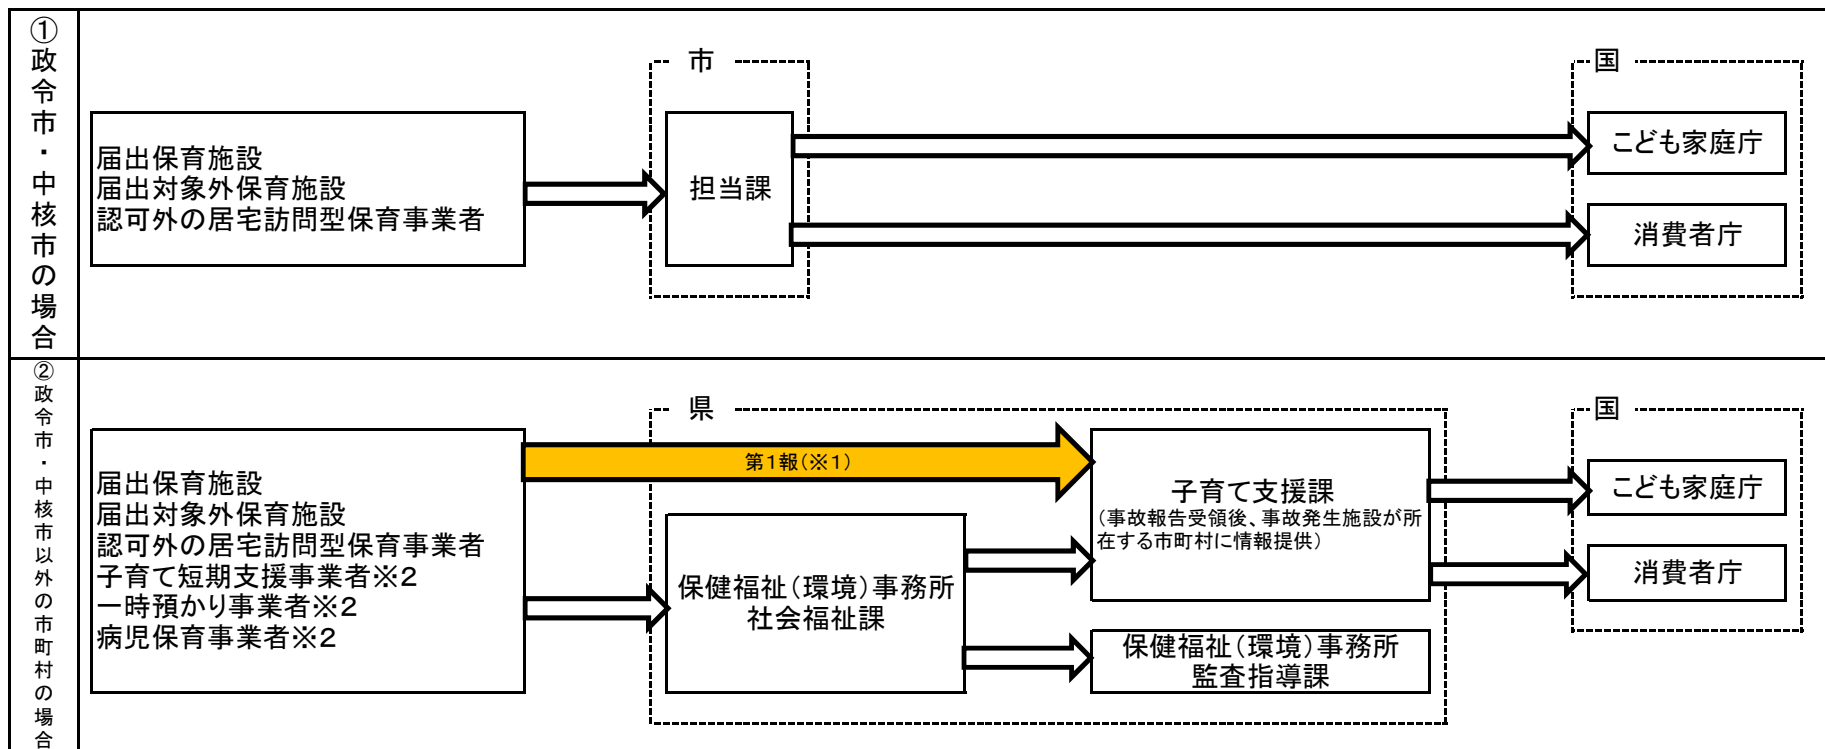 ①政令市・中核市の場合
市
国
届出保育施設
届出対象外保育施設
認可外の居宅訪問型保育事業者
担当課
こども家庭庁
消費者庁
②政令市・中核市以外の市町村の場合
県
国
第1報(※1)
届出保育施設
届出対象外保育施設
認可外の居宅訪問型保育事業者
子育て短期支援事業者※2
一時預かり事業者※2
病児保育事業者※2
保健福祉(環境)事務所
社会福祉課
子育て支援課
(事故報告受領後、事故発生施設が所
在する市町村に情報提供)
保健福祉(環境)事務所
監査指導課
こども家庭庁
消費者庁